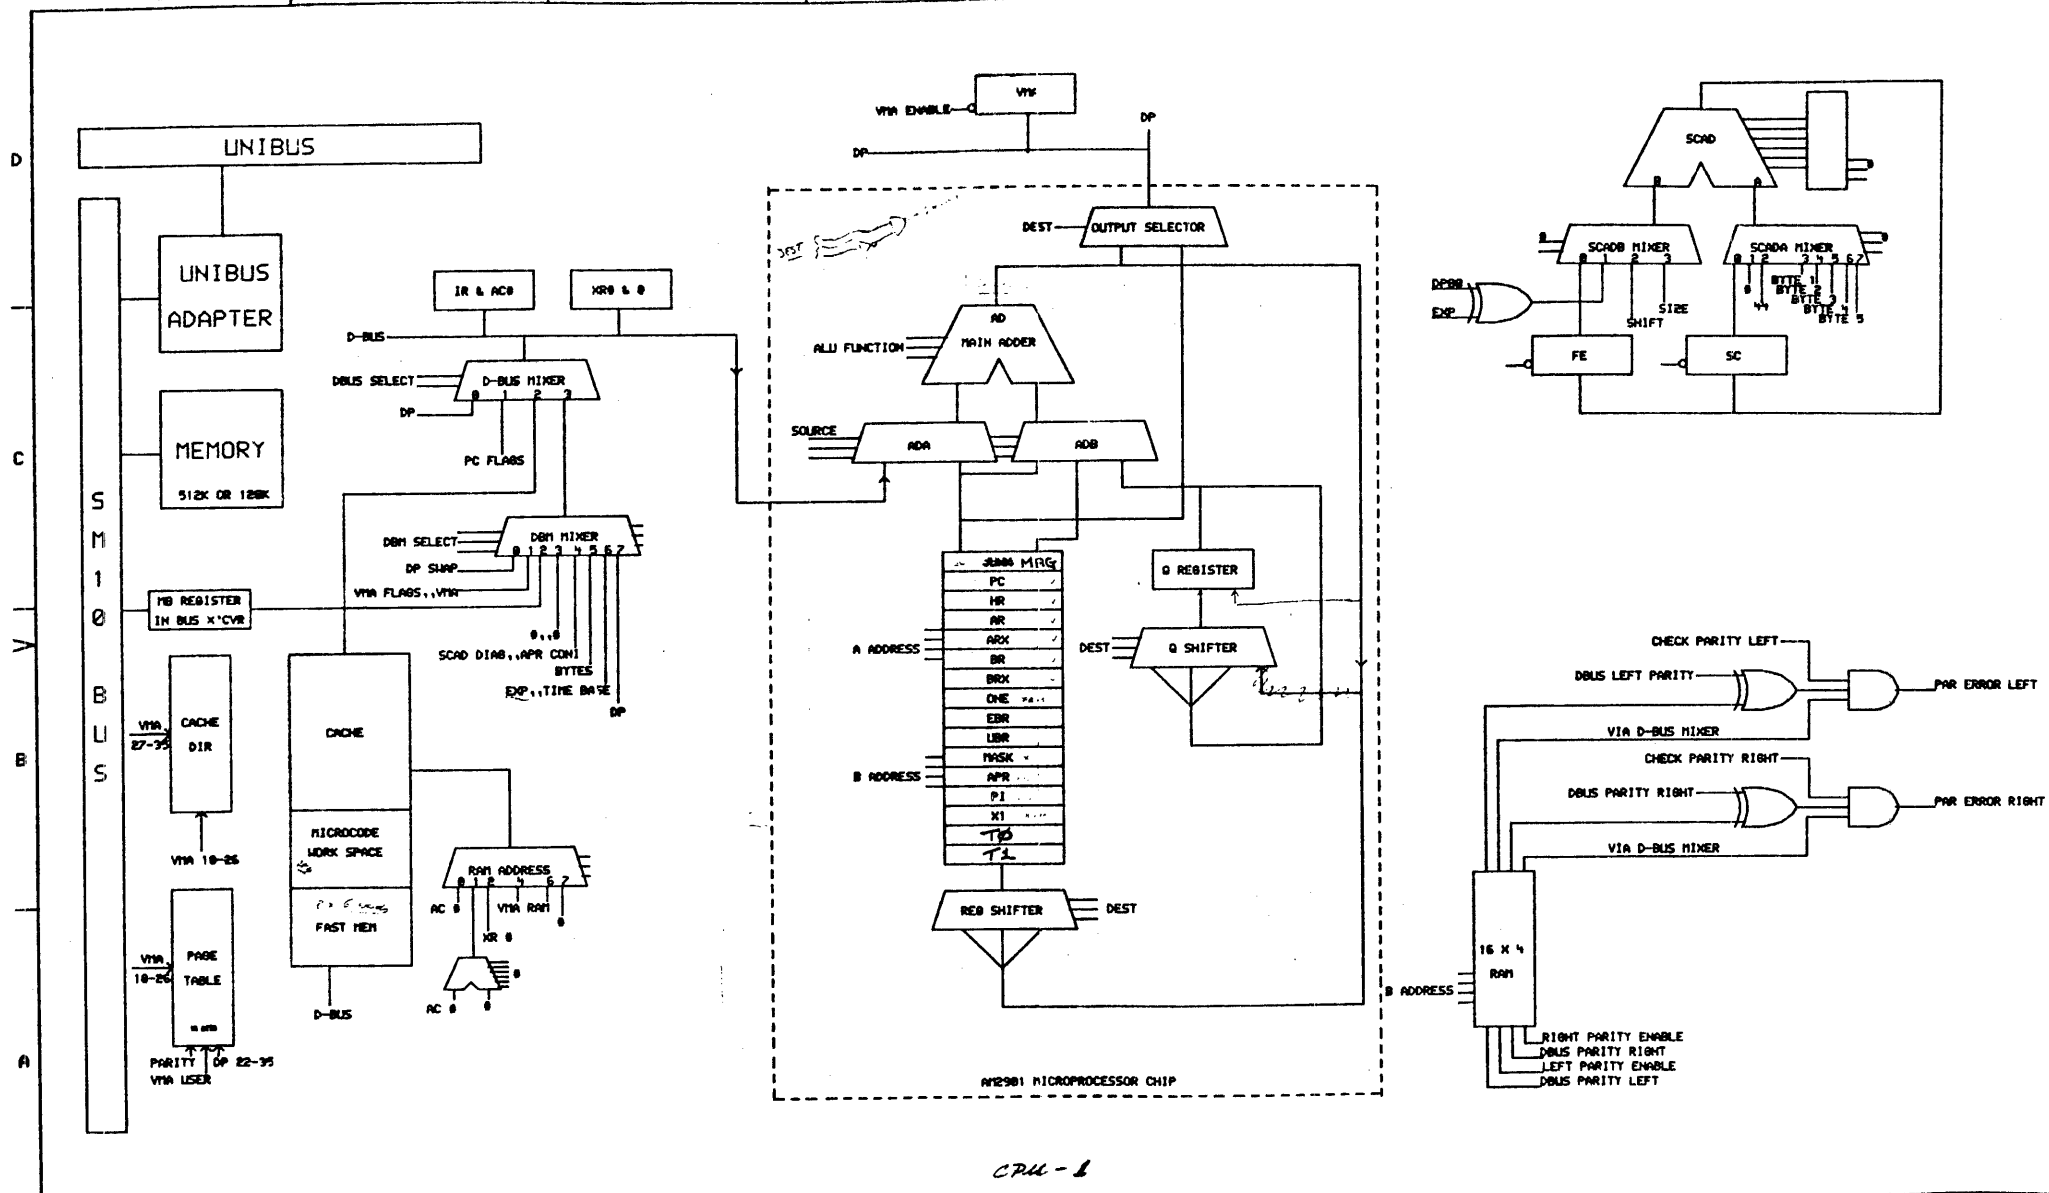 D
C
>
B
A
UNIBUS
SM10 BUS
UNIBUS
ADAPTER
MEMORY
512K OR 128K
MB REGISTER
IN BUS X'CVR
VMA
27-35
CACHE
DIR
VMA 18-26
VMA
18-26
PAGE
TABLE
PARITY DP 22-35
VMA USER
IR & AC0
XR0 & 0
D-BUS
DBUS SELECT
D-BUS MIXER
0 1 2 3
DP
PC FLAGS
DBM SELECT
DBM MIXER
0 1 2 3 4 5 6 7
DP SWAP
VMA FLAGS,,VMA
0,,0
SCAD DIAG,,APR CONI
BYTES
EXP,,TIME BASE
DP
CACHE
MICROCODE
WORK SPACE
FAST MEM
D-BUS
RAM ADDRESS
0 1 2 4 6 7
AC 0
VMA RAM
0
XR 0
0
AC 0
0
VMA
VMA ENABLE
DP
DP
DEST
DEST
OUTPUT SELECTOR
AD
MAIN ADDER
ALU FUNCTION
SOURCE
ADA
ADB
MAG
PC
HR
AR
ARX
BR
BRX
ONE
EBR
UBR
MASK
APR
PI
X1
T0
T1
A ADDRESS
B ADDRESS
Q REGISTER
DEST
Q SHIFTER
REG SHIFTER
DEST
AM2901 MICROPROCESSOR CHIP
CPU - 1
SCAD
B A
0
0
SCADB MIXER
0 1 2 3
SCADA MIXER
0 1 2 3 4 5 6 7
0
DP00
EXP
SHIFT
SIZE
0
44
BYTE 1
BYTE 2
BYTE 3
BYTE 4
BYTE 5
FE
SC
CHECK PARITY LEFT
DBUS LEFT PARITY
PAR ERROR LEFT
VIA D-BUS MIXER
CHECK PARITY RIGHT
DBUS PARITY RIGHT
PAR ERROR RIGHT
VIA D-BUS MIXER
16 X 4
RAM
B ADDRESS
RIGHT PARITY ENABLE
DBUS PARITY RIGHT
LEFT PARITY ENABLE
DBUS PARITY LEFT